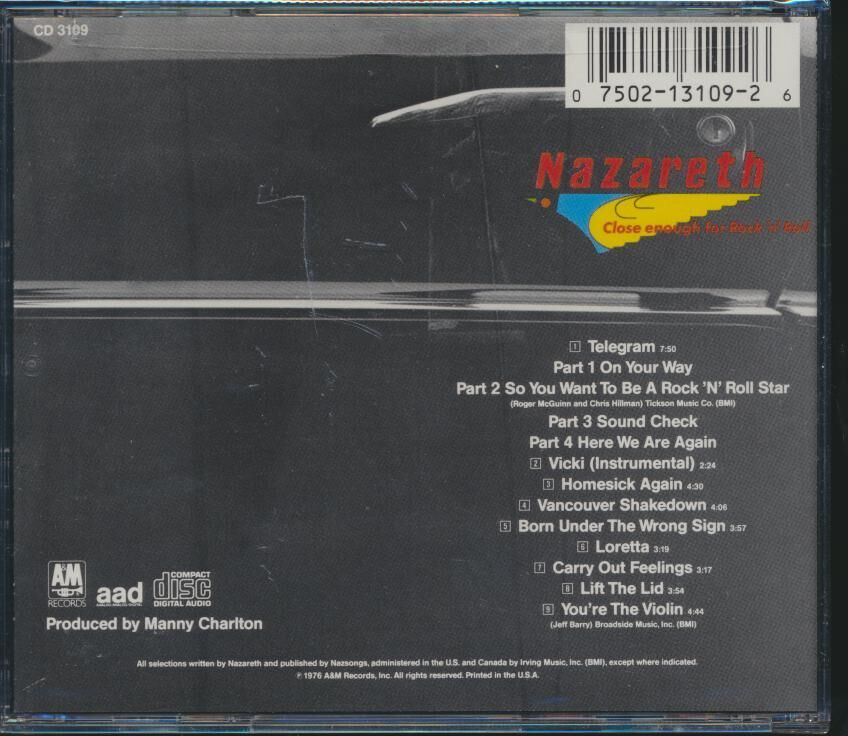 CD 3109
0 7502-13109-2 6
Nazareth
Close enough for Rock 'n' Roll
1 Telegram 7:50
Part 1 On Your Way
Part 2 So You Want To Be A Rock 'N' Roll Star
(Roger McGuinn and Chris Hillman) Tickson Music Co. (BMI)
Part 3 Sound Check
Part 4 Here We Are Again
2 Vicki (Instrumental) 2:24
3 Homesick Again 4:30
4 Vancouver Shakedown 4:06
5 Born Under The Wrong Sign 3:57
6 Loretta 3:19
7 Carry Out Feelings 3:17
8 Lift The Lid 3:54
9 You're The Violin 4:44
(Jeff Barry) Broadside Music, Inc. (BMI)
A&M
RECORDS
aad
ANALOG ANALOG DIGITAL
COMPACT
disc
DIGITAL AUDIO
Produced by Manny Charlton
All selections written by Nazareth and published by Nazsongs, administered in the U.S. and Canada by Irving Music, Inc. (BMI), except where indicated.
℗ 1976 A&M Records, Inc. All rights reserved. Printed in the U.S.A.